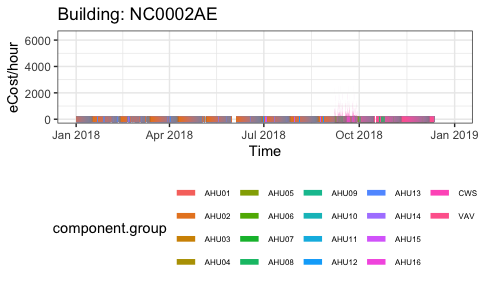 Building: NC0002AE
eCost/hour
6000
4000
2000
0
Jan 2018 Apr 2018 Jul 2018 Oct 2018 Jan 2019
Time
component.group
AHU01 AHU05 AHU09 AHU13 CWS
AHU02 AHU06 AHU10 AHU14 VAV
AHU03 AHU07 AHU11 AHU15
AHU04 AHU08 AHU12 AHU16